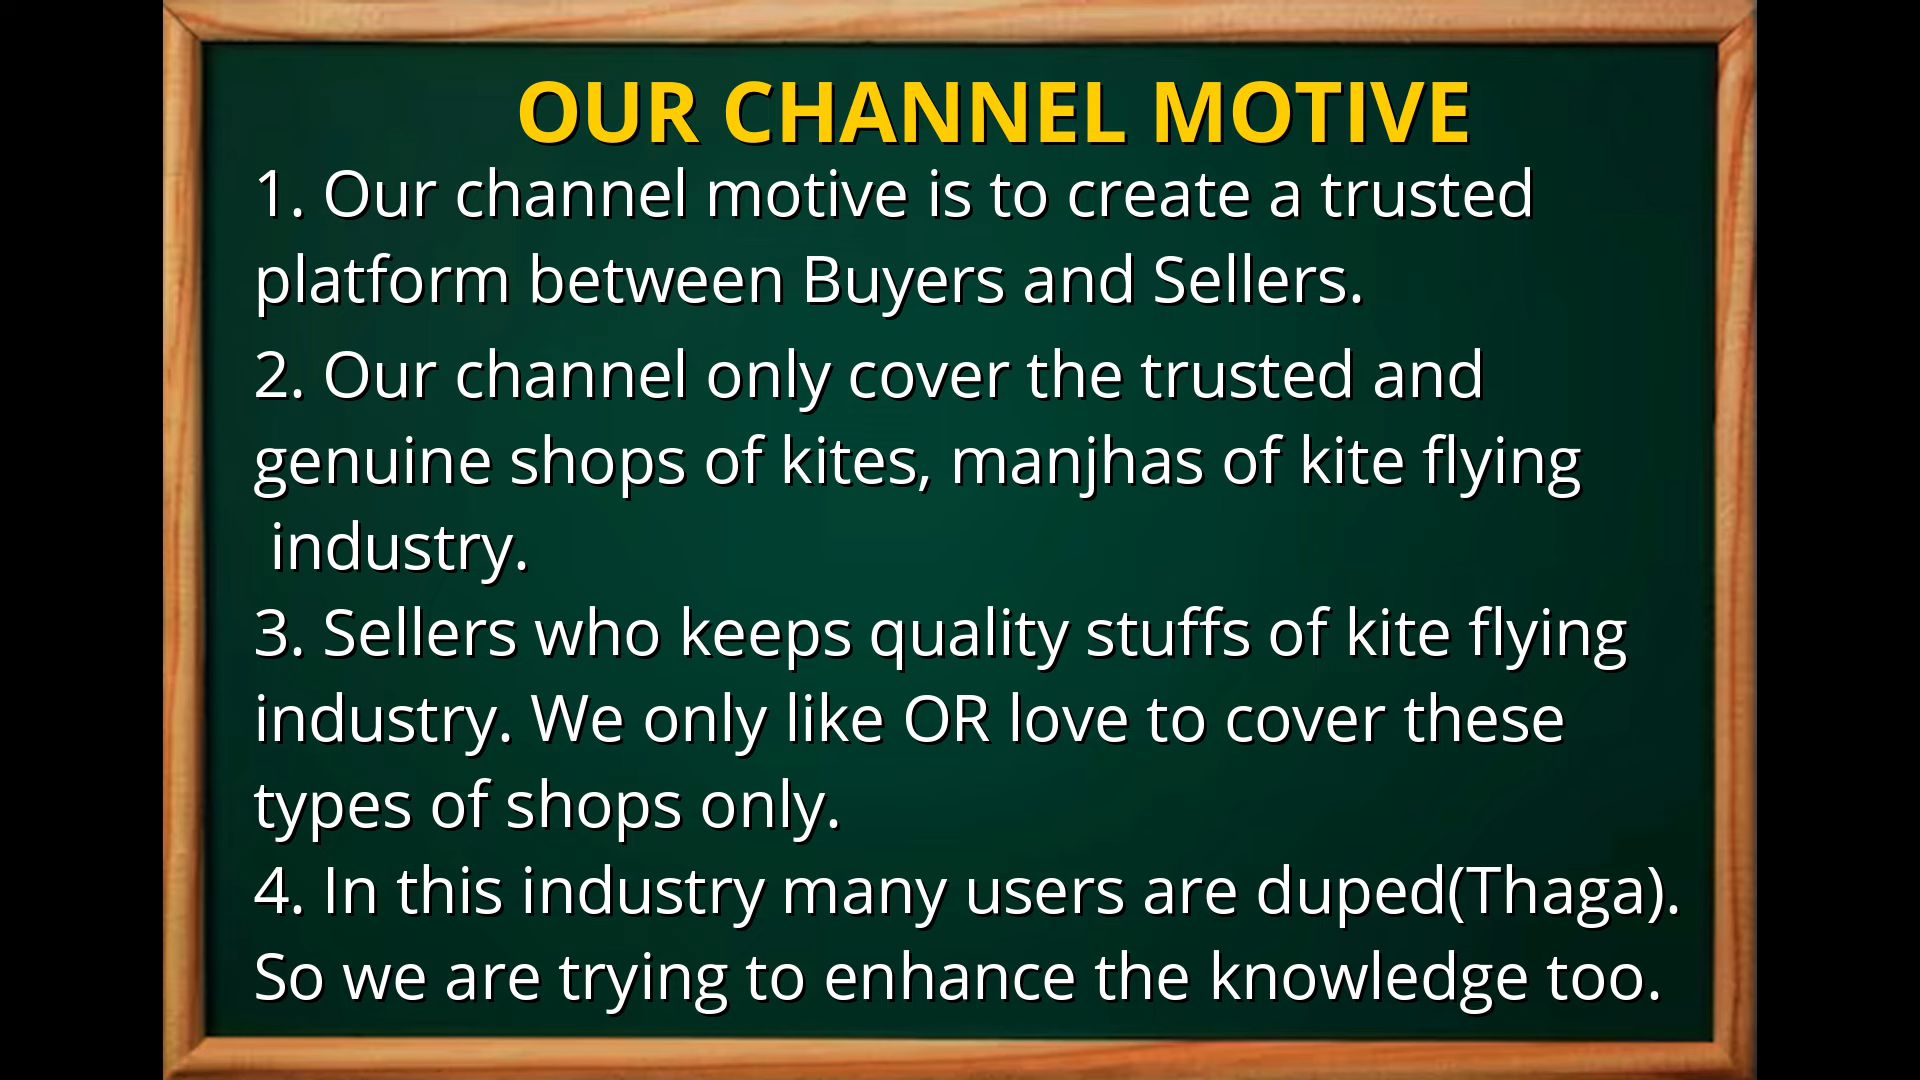 OUR CHANNEL MOTIVE
1. Our channel motive is to create a trusted
platform between Buyers and Sellers.
2. Our channel only cover the trusted and
genuine shops of kites, manjhas of kite flying
industry.
3. Sellers who keeps quality stuffs of kite flying
industry. We only like OR love to cover these
types of shops only.
4. In this industry many users are duped(Thaga).
So we are trying to enhance the knowledge too.